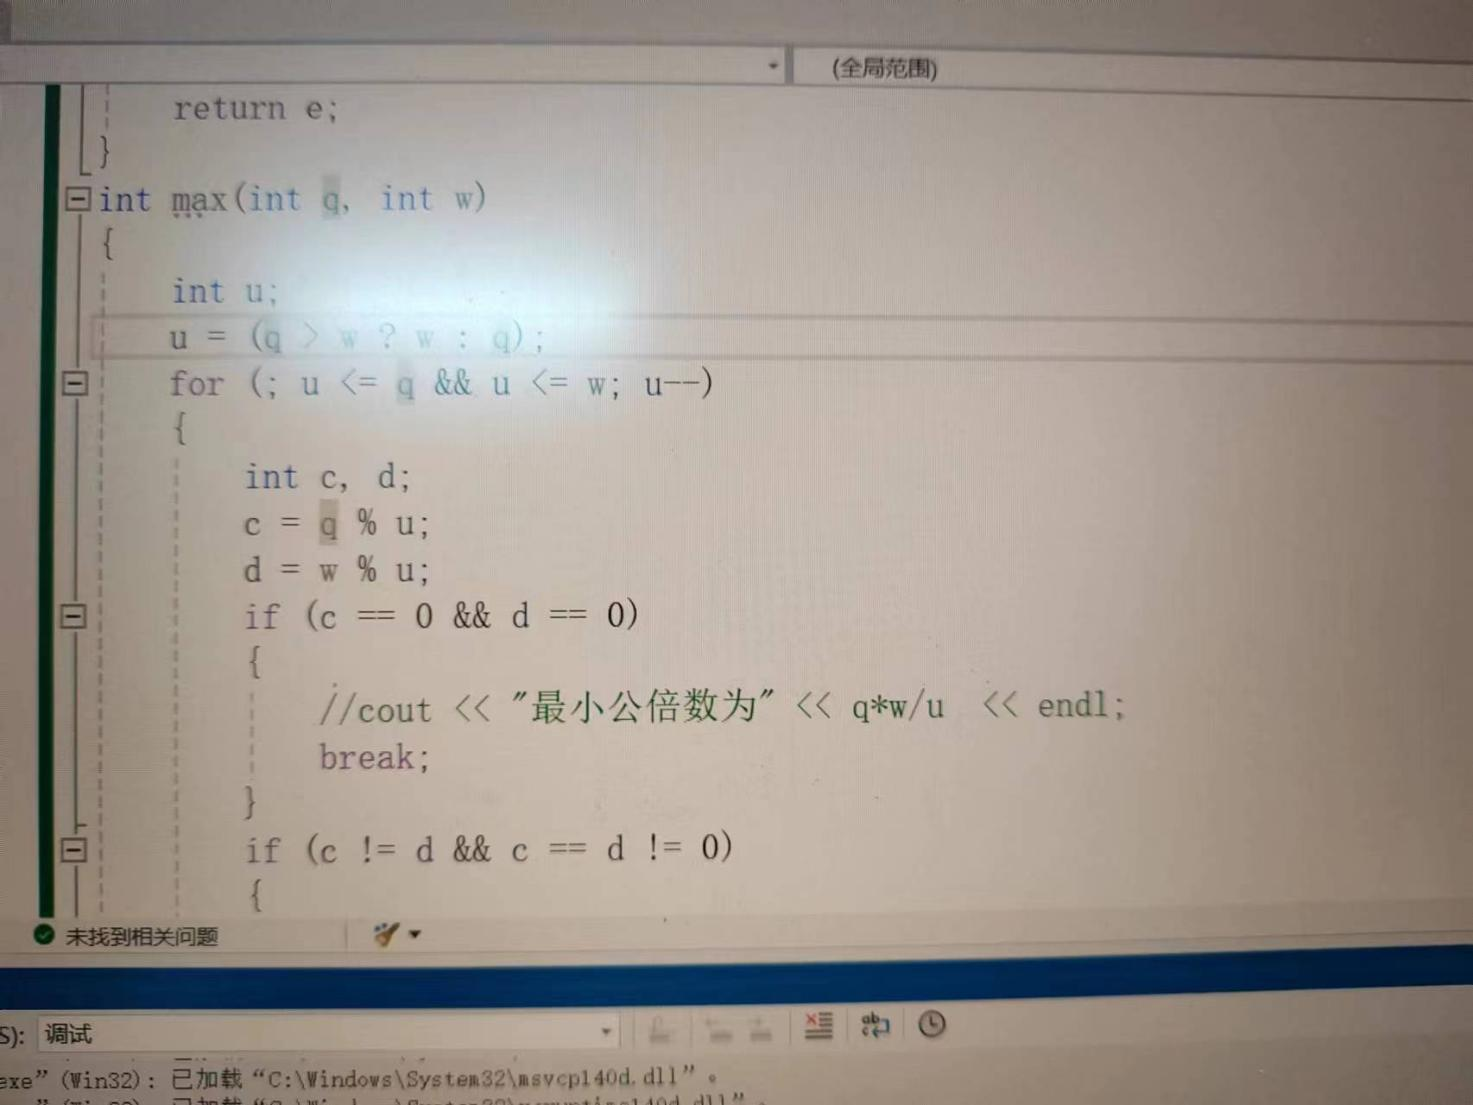 (全局范围)
return e;
}
int max(int q, int w)
{
int u;
u = (q > w ? w : q);
for (; u <= q && u <= w; u--)
{
int c, d;
c = q % u;
d = w % u;
if (c == 0 && d == 0)
{
//cout << "最小公倍数为" << q*w/u << endl;
break;
}
if (c != d && c == d != 0)
{
未找到相关问题
S): 调试
exe” (Win32): 已加载 “C:\Windows\System32\msvcp140d.dll”。